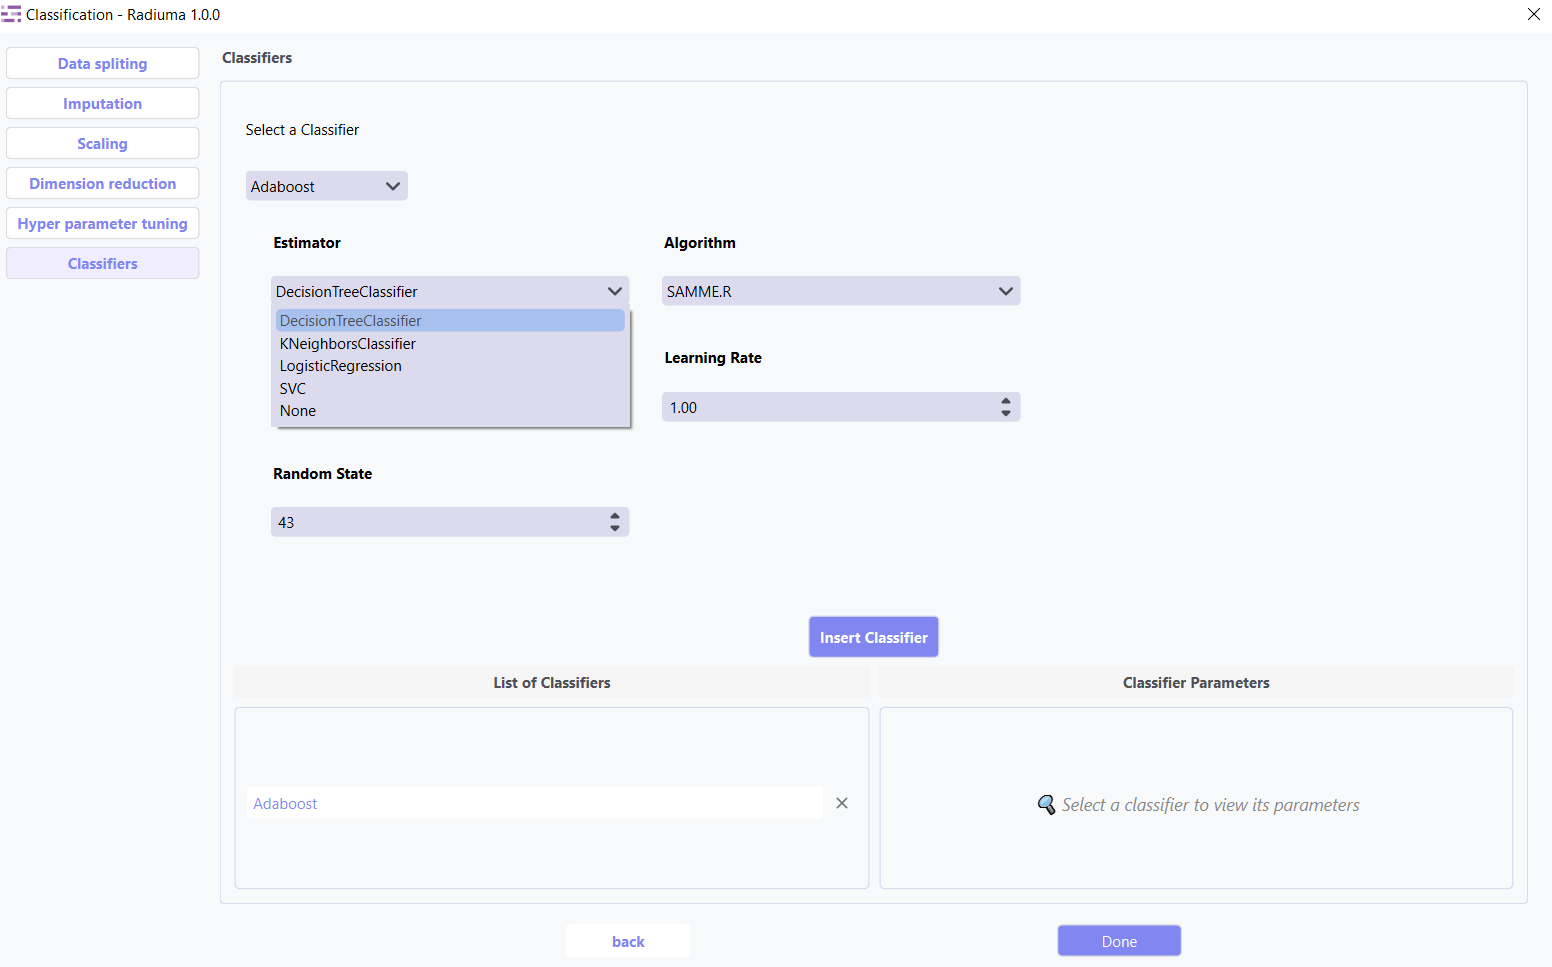 Classification - Radiuma 1.0.0
Data spliting
Imputation
Scaling
Dimension reduction
Hyper parameter tuning
Classifiers
Classifiers
Select a Classifier
Adaboost
Estimator
DecisionTreeClassifier
DecisionTreeClassifier
KNeighborsClassifier
LogisticRegression
SVC
None
Algorithm
SAMME.R
Learning Rate
1.00
Random State
43
Insert Classifier
List of Classifiers
Adaboost
Classifier Parameters
Select a classifier to view its parameters
back
Done